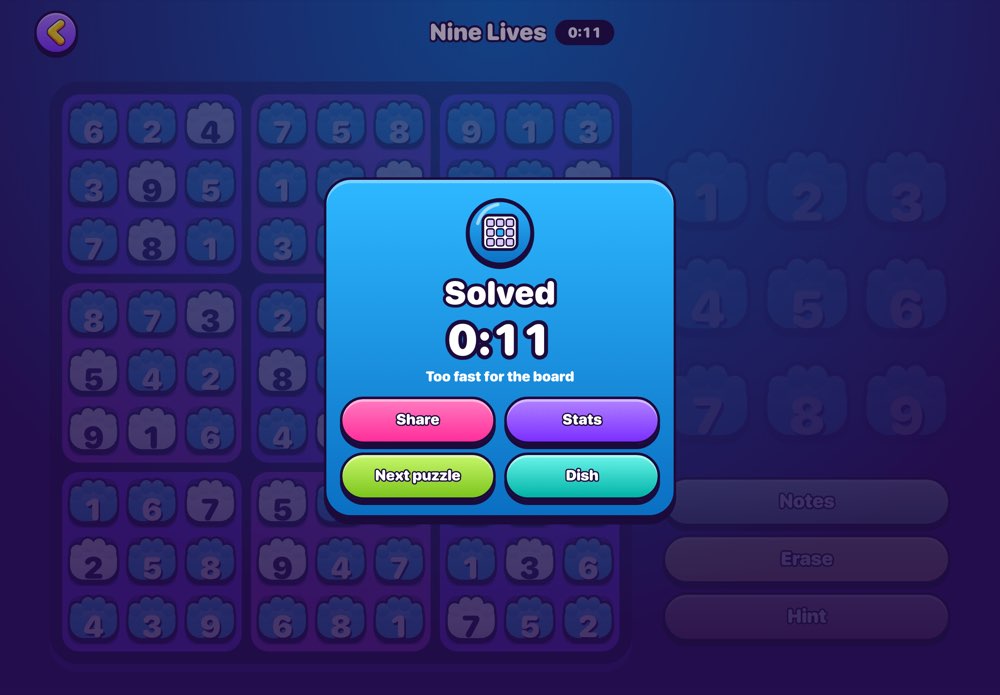 Nine Lives 0:11
6 2 4 7 5 8 9 1 3
3 9 5 1
7 8 1 3
1 2 3
8 7 3 2
4 5 6
5 4 2 8
9 1 6 4
7 8 9
Solved
0:11
Too fast for the board
Share Stats
Next puzzle Dish
1 6 7 5
Notes
2 5 8 9 4 7 1 3 6
Erase
4 3 9 6 8 1 7 5 2
Hint